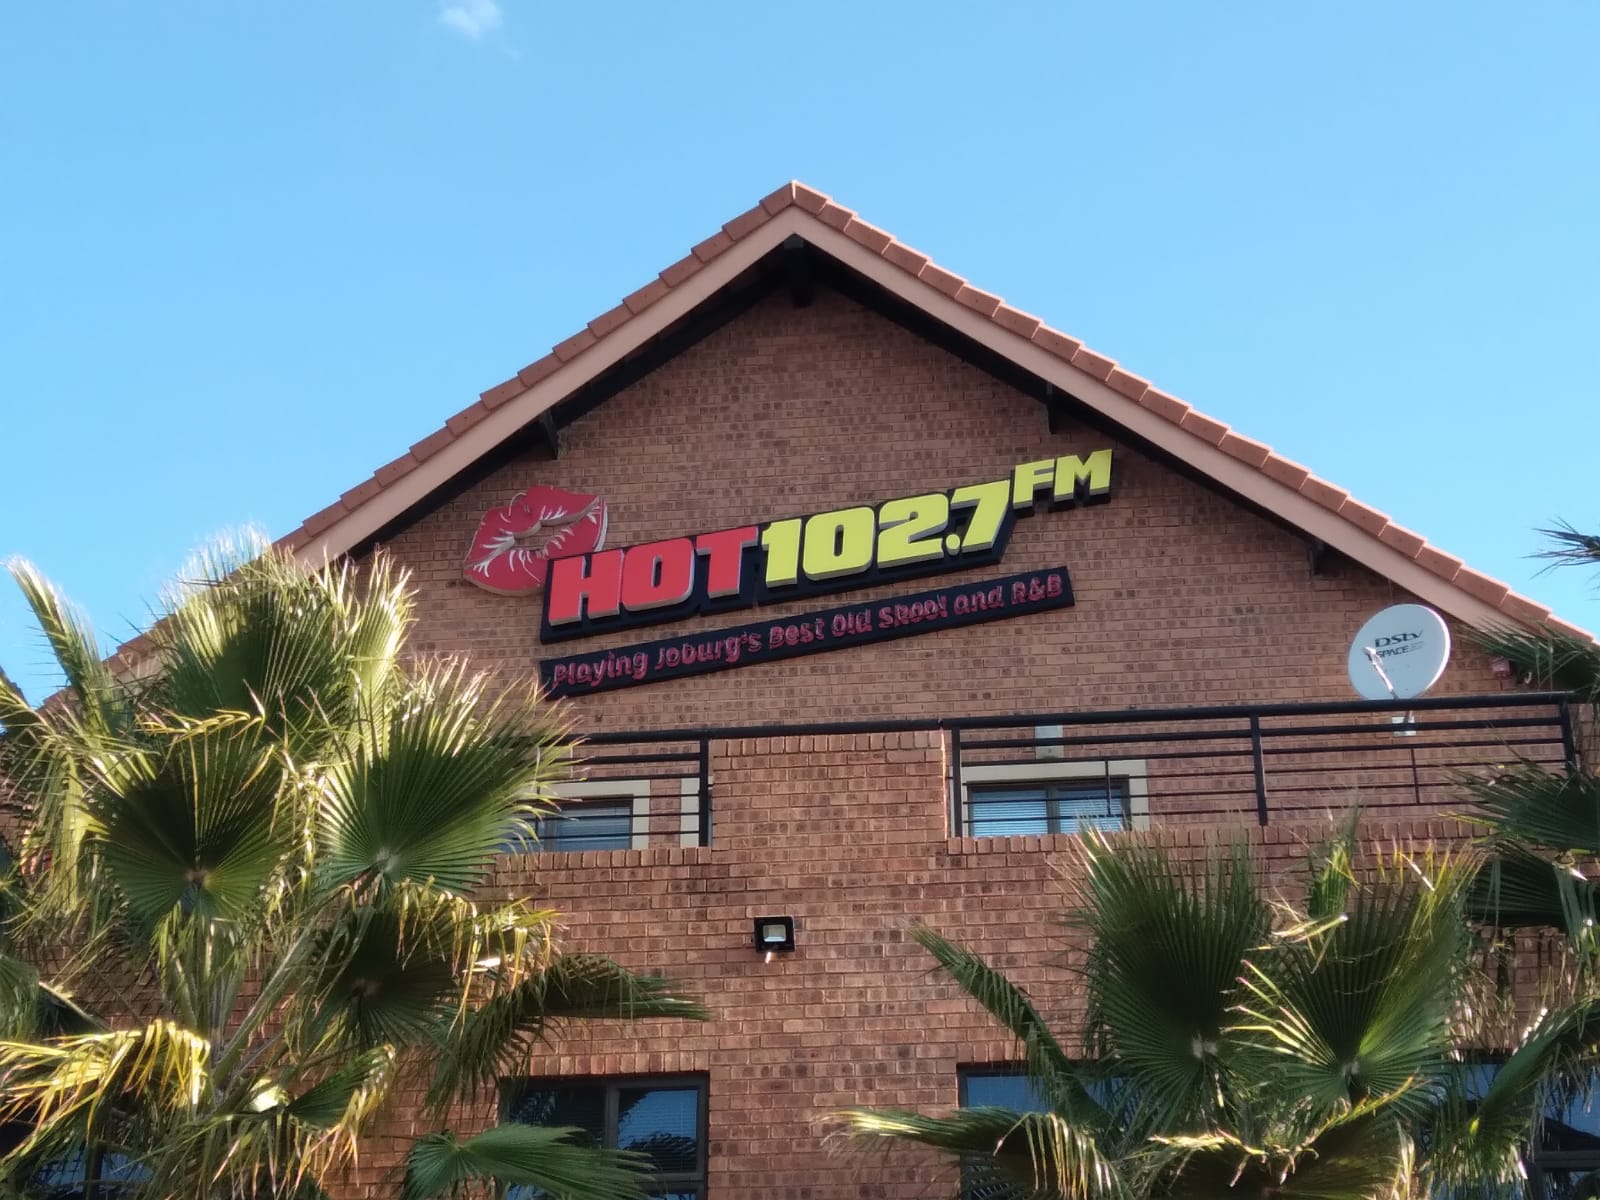 HOT102.7FM
Playing Joburg's Best Old Skool and R&B
DStv